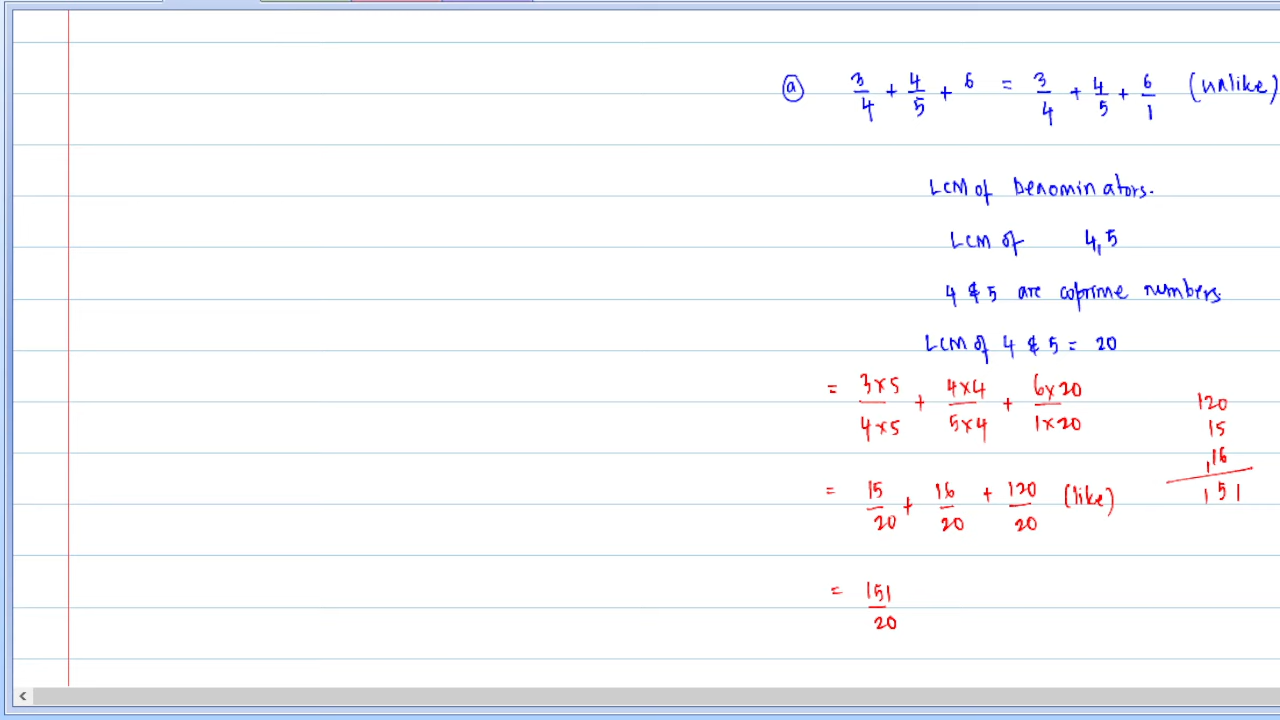 (a) 3/4 + 4/5 + 6 = 3/4 + 4/5 + 6/1 (unlike)
LCM of Denominators.
LCM of 4,5
4 & 5 are coprime numbers.
LCM of 4 & 5 = 20
= 3×5/4×5 + 4×4/5×4 + 6×20/1×20
= 15/20 + 16/20 + 120/20 (like)
= 151/20
120
15
16
151